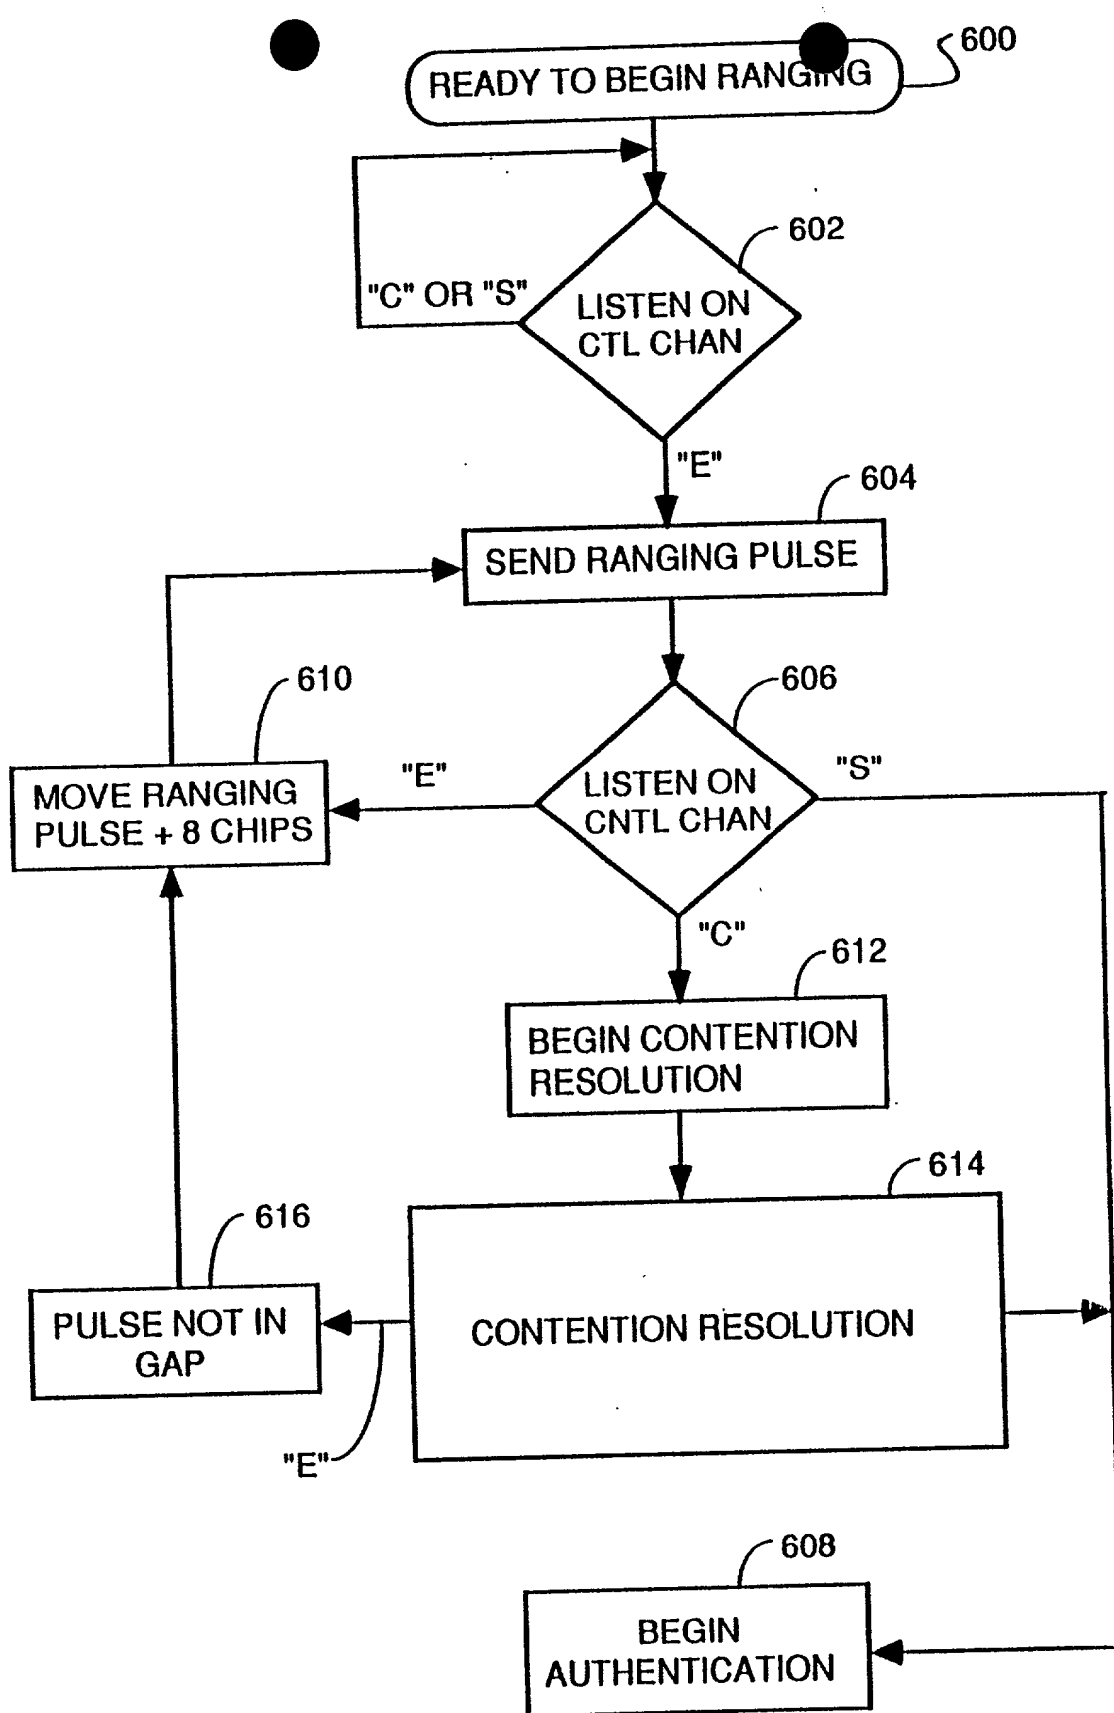 READY TO BEGIN RANGING
600
602
"C" OR "S"
LISTEN ON
CTL CHAN
"E"
604
SEND RANGING PULSE
606
610
"E"
"S"
MOVE RANGING
PULSE + 8 CHIPS
LISTEN ON
CNTL CHAN
"C"
612
BEGIN CONTENTION
RESOLUTION
614
616
PULSE NOT IN
GAP
CONTENTION RESOLUTION
"E"
608
BEGIN
AUTHENTICATION